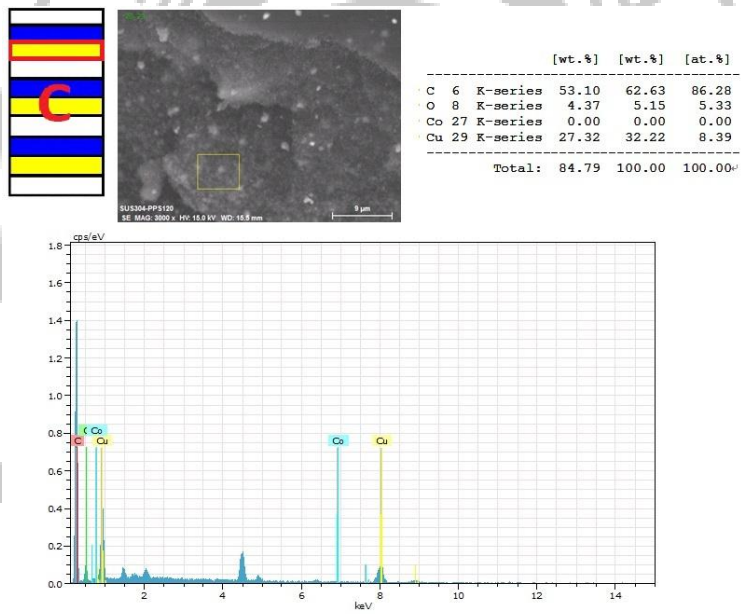 C
[wt.%] [wt.%] [at.%]
C 6 K-series 53.10 62.63 86.28
O 8 K-series 4.37 5.15 5.33
Co 27 K-series 0.00 0.00 0.00
Cu 29 K-series 27.32 32.22 8.39
Total: 84.79 100.00 100.00
SUS304-PPS120
SE MAG: 3000 x HV: 15.0 kV WD: 15.5 mm
9 µm
cps/eV
1.8
1.6
1.4
1.2
1.0
0.8
Co
C Cu Co Cu
0.6
0.4
0.2
0.0
2 4 6 8 10 12 14
keV